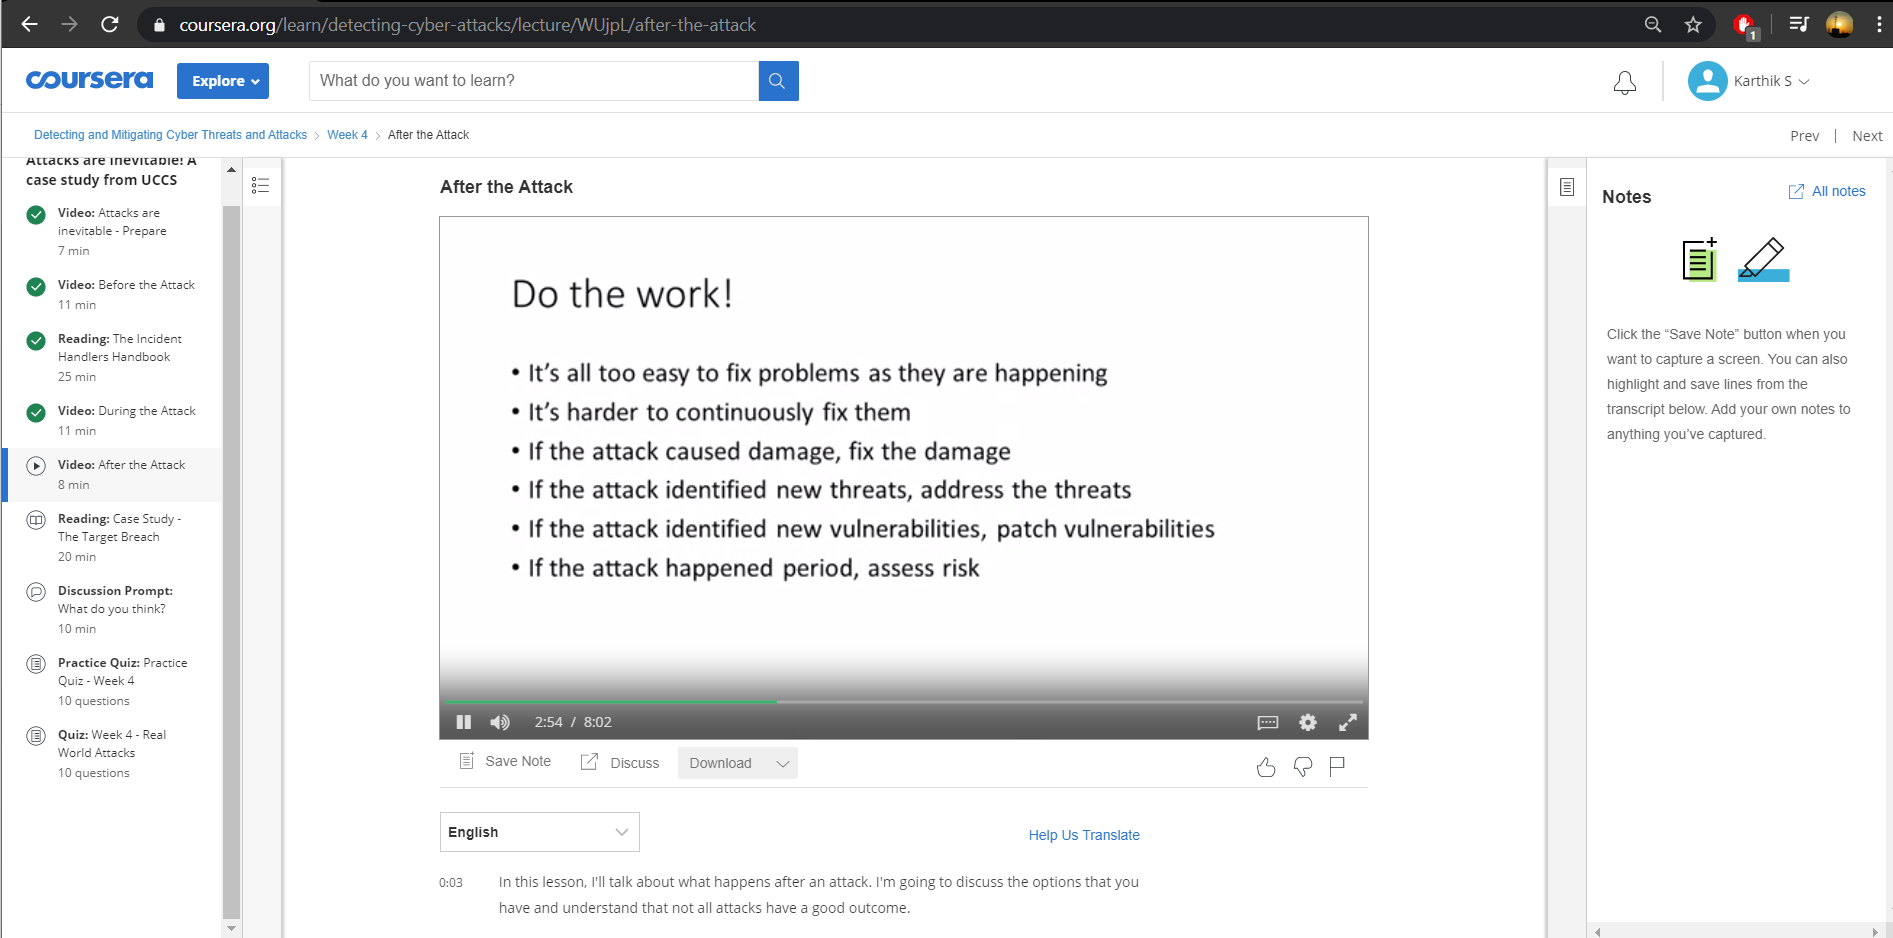 coursera.org/learn/detecting-cyber-attacks/lecture/WUjpL/after-the-attack
1
coursera
Explore
What do you want to learn?
Karthik S
Detecting and Mitigating Cyber Threats and Attacks > Week 4 > After the Attack
Prev | Next
Attacks are Inevitable! A
case study from UCCS
Video: Attacks are
inevitable - Prepare
7 min
Video: Before the Attack
11 min
Reading: The Incident
Handlers Handbook
25 min
Video: During the Attack
11 min
Video: After the Attack
8 min
Reading: Case Study -
The Target Breach
20 min
Discussion Prompt:
What do you think?
10 min
Practice Quiz: Practice
Quiz - Week 4
10 questions
Quiz: Week 4 - Real
World Attacks
10 questions
After the Attack
Do the work!
• It's all too easy to fix problems as they are happening
• It's harder to continuously fix them
• If the attack caused damage, fix the damage
• If the attack identified new threats, address the threats
• If the attack identified new vulnerabilities, patch vulnerabilities
• If the attack happened period, assess risk
2:54 / 8:02
Save Note
Discuss
Download
English
Help Us Translate
0:03
In this lesson, I'll talk about what happens after an attack. I'm going to discuss the options that you
have and understand that not all attacks have a good outcome.
Notes
All notes
Click the “Save Note” button when you
want to capture a screen. You can also
highlight and save lines from the
transcript below. Add your own notes to
anything you’ve captured.